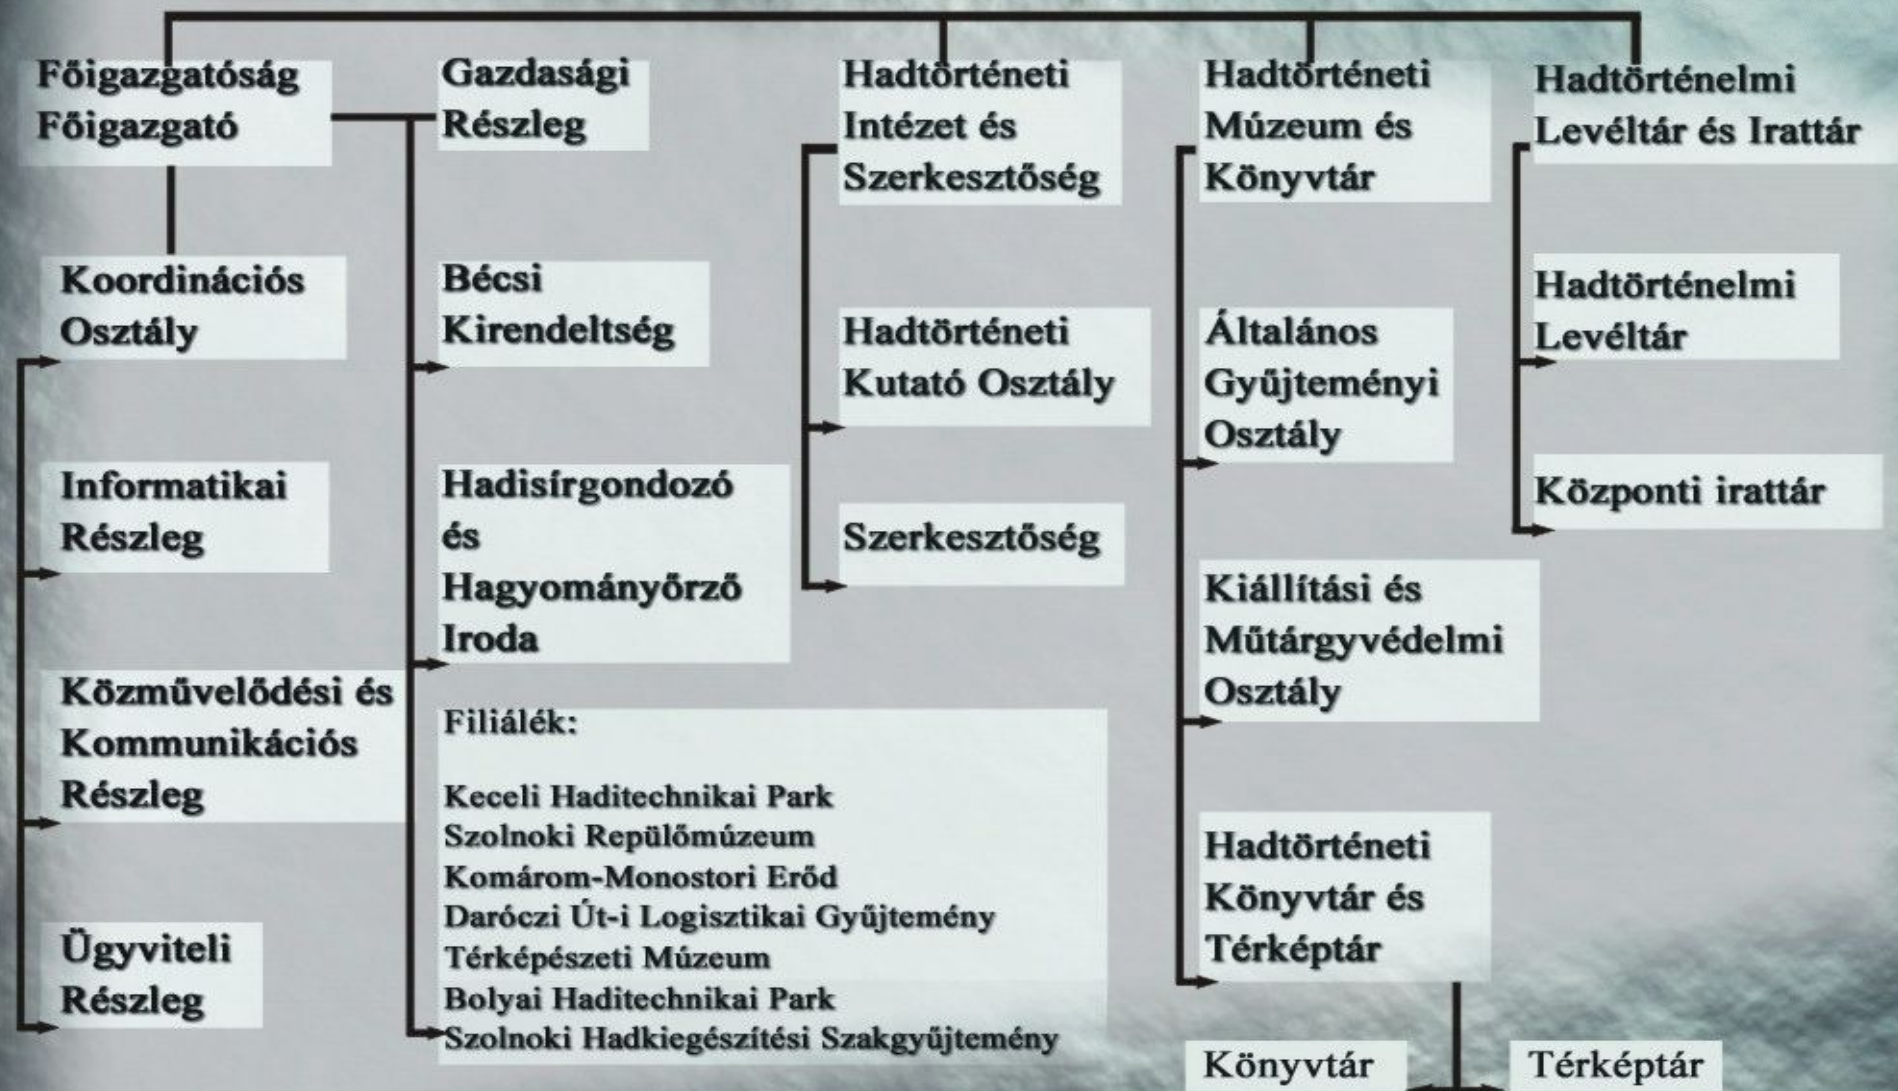 Főigazgatóság
Főigazgató
Koordinációs
Osztály
Informatikai
Részleg
Közművelődési és
Kommunikációs
Részleg
Ügyviteli
Részleg
Gazdasági
Részleg
Bécsi
Kirendeltség
Hadisírgondozó
és
Hagyományőrző
Iroda
Filiálék:
Keceli Haditechnikai Park
Szolnoki Repülőmúzeum
Komárom-Monostori Erőd
Daróczi Út-i Logisztikai Gyűjtemény
Térképészeti Múzeum
Bolyai Haditechnikai Park
Szolnoki Hadkiegészítési Szakgyűjtemény
Hadtörténeti
Intézet és
Szerkesztőség
Hadtörténeti
Kutató Osztály
Szerkesztőség
Hadtörténeti
Múzeum és
Könyvtár
Általános
Gyűjteményi
Osztály
Kiállítási és
Műtárgyvédelmi
Osztály
Hadtörténeti
Könyvtár és
Térképtár
Könyvtár
Térképtár
Hadtörténelmi
Levéltár és Irattár
Hadtörténelmi
Levéltár
Központi irattár